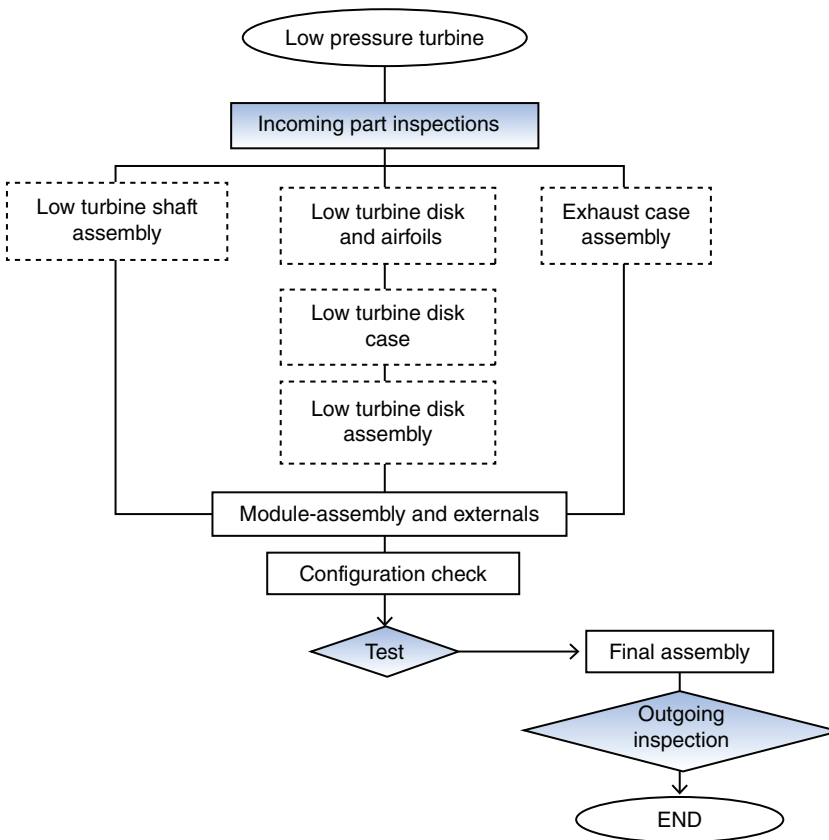 Low pressure turbine
Incoming part inspections
Low turbine shaft
assembly
Low turbine disk
and airfoils
Exhaust case
assembly
Low turbine disk
case
Low turbine disk
assembly
Module-assembly and externals
Configuration check
Test
Final assembly
Outgoing
inspection
END